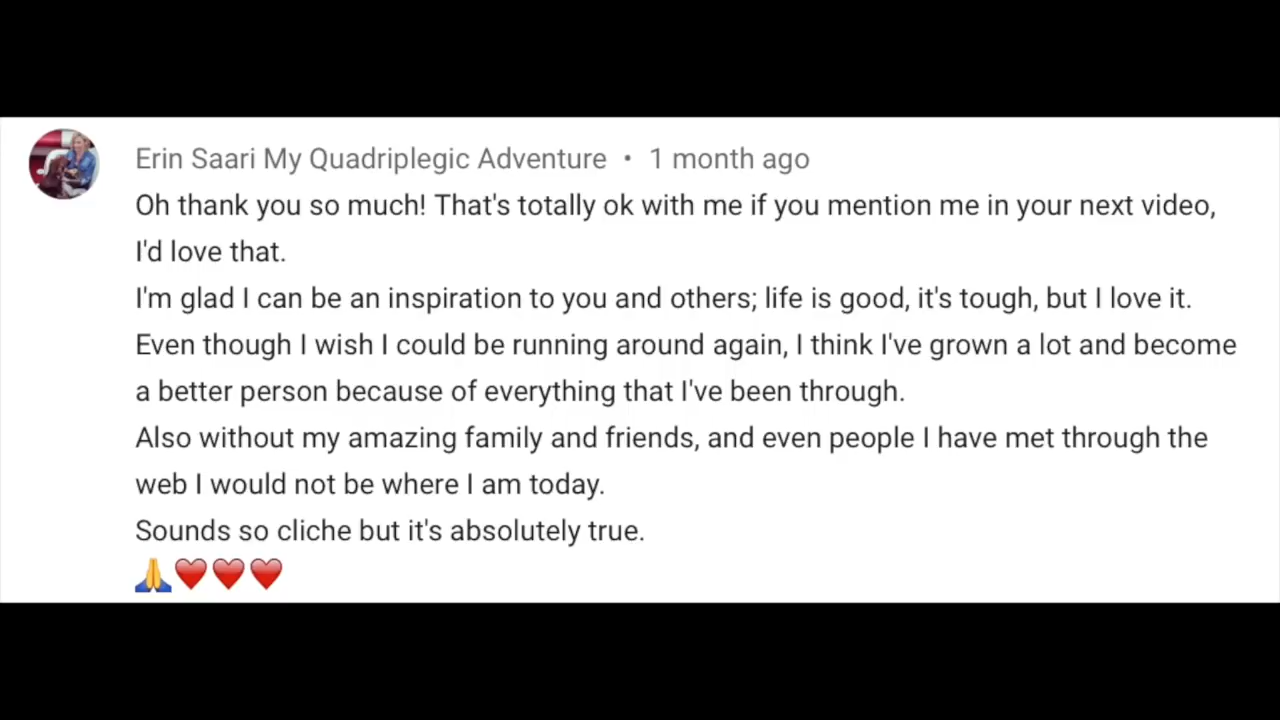 Erin Saari My Quadriplegic Adventure • 1 month ago
Oh thank you so much! That's totally ok with me if you mention me in your next video,
I'd love that.
I'm glad I can be an inspiration to you and others; life is good, it's tough, but I love it.
Even though I wish I could be running around again, I think I've grown a lot and become
a better person because of everything that I've been through.
Also without my amazing family and friends, and even people I have met through the
web I would not be where I am today.
Sounds so cliche but it's absolutely true.
🙏❤️❤️❤️